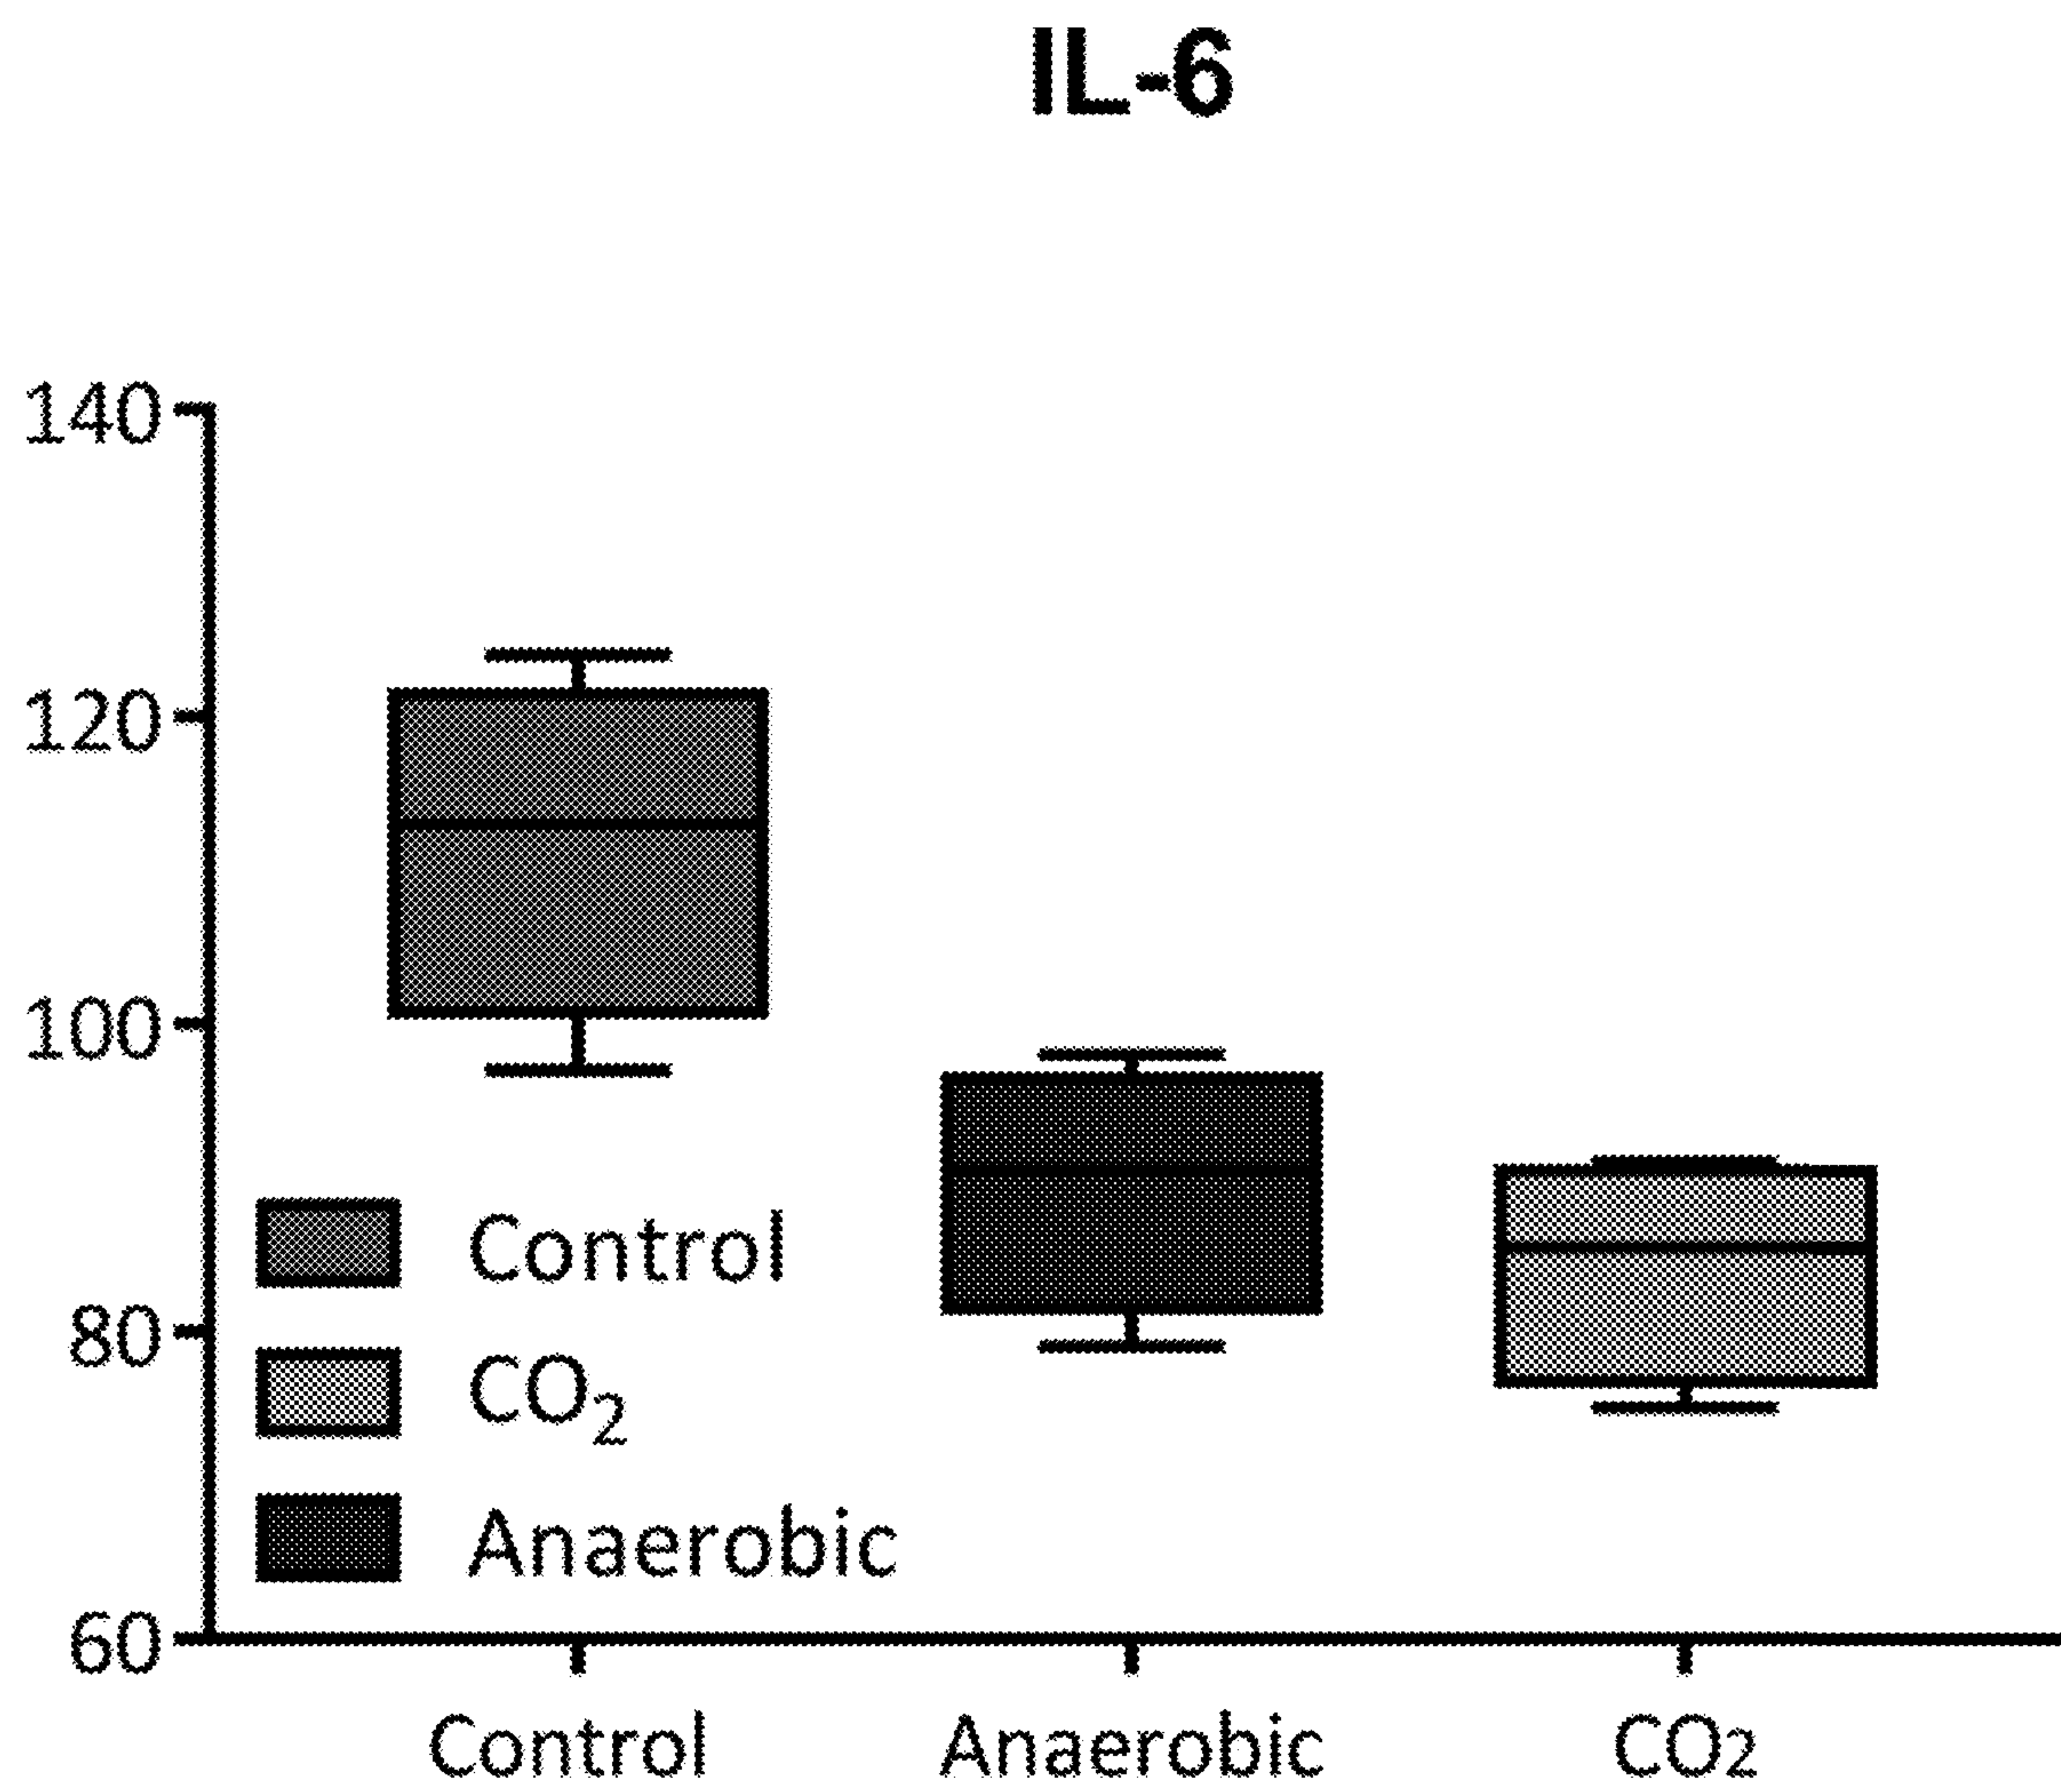 IL-6
140
120
100
80
60
Control
CO₂
Anaerobic
Control Anaerobic CO₂